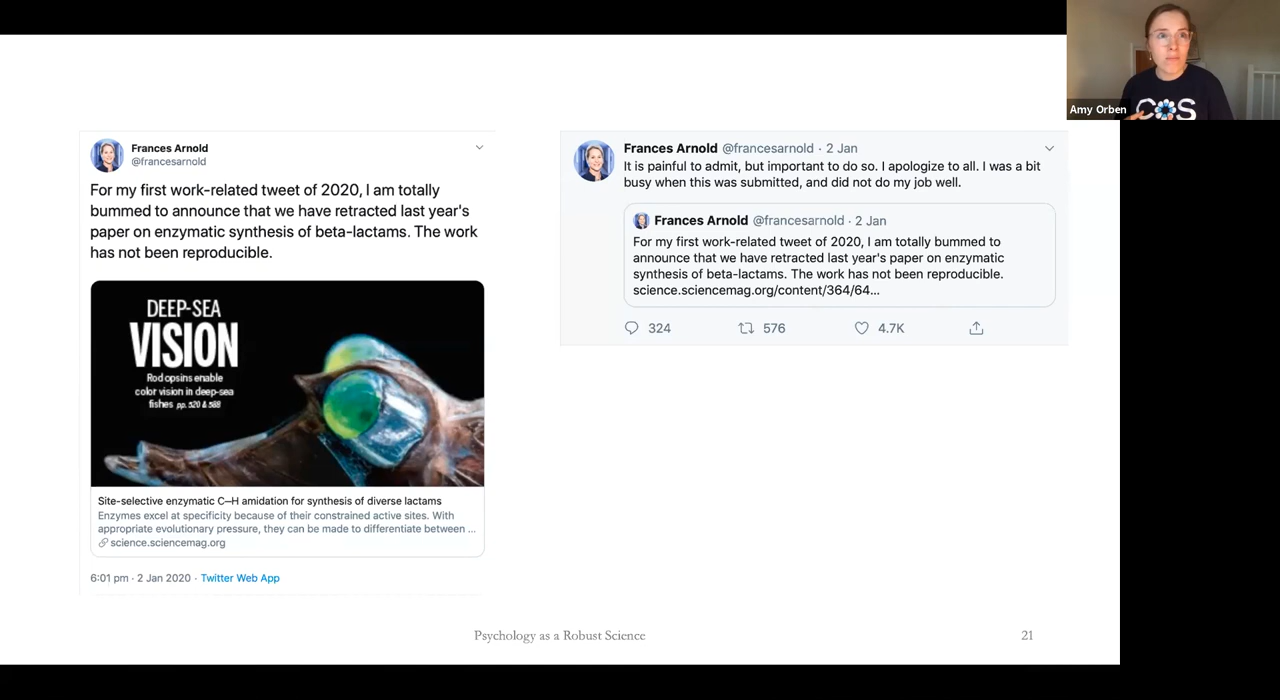 Frances Arnold
@francesarnold
For my first work-related tweet of 2020, I am totally
bummed to announce that we have retracted last year's
paper on enzymatic synthesis of beta-lactams. The work
has not been reproducible.
DEEP-SEA
VISION
Rod opsins enable
color vision in deep-sea
fishes pp. 520 & 588
Site-selective enzymatic C–H amidation for synthesis of diverse lactams
Enzymes excel at specificity because of their constrained active sites. With
appropriate evolutionary pressure, they can be made to differentiate between ...
science.sciencemag.org
6:01 pm · 2 Jan 2020 · Twitter Web App
Frances Arnold @francesarnold · 2 Jan
It is painful to admit, but important to do so. I apologize to all. I was a bit
busy when this was submitted, and did not do my job well.
Frances Arnold @francesarnold · 2 Jan
For my first work-related tweet of 2020, I am totally bummed to
announce that we have retracted last year's paper on enzymatic
synthesis of beta-lactams. The work has not been reproducible.
science.sciencemag.org/content/364/64...
324 576 4.7K
Psychology as a Robust Science 21
Amy Orben
COS